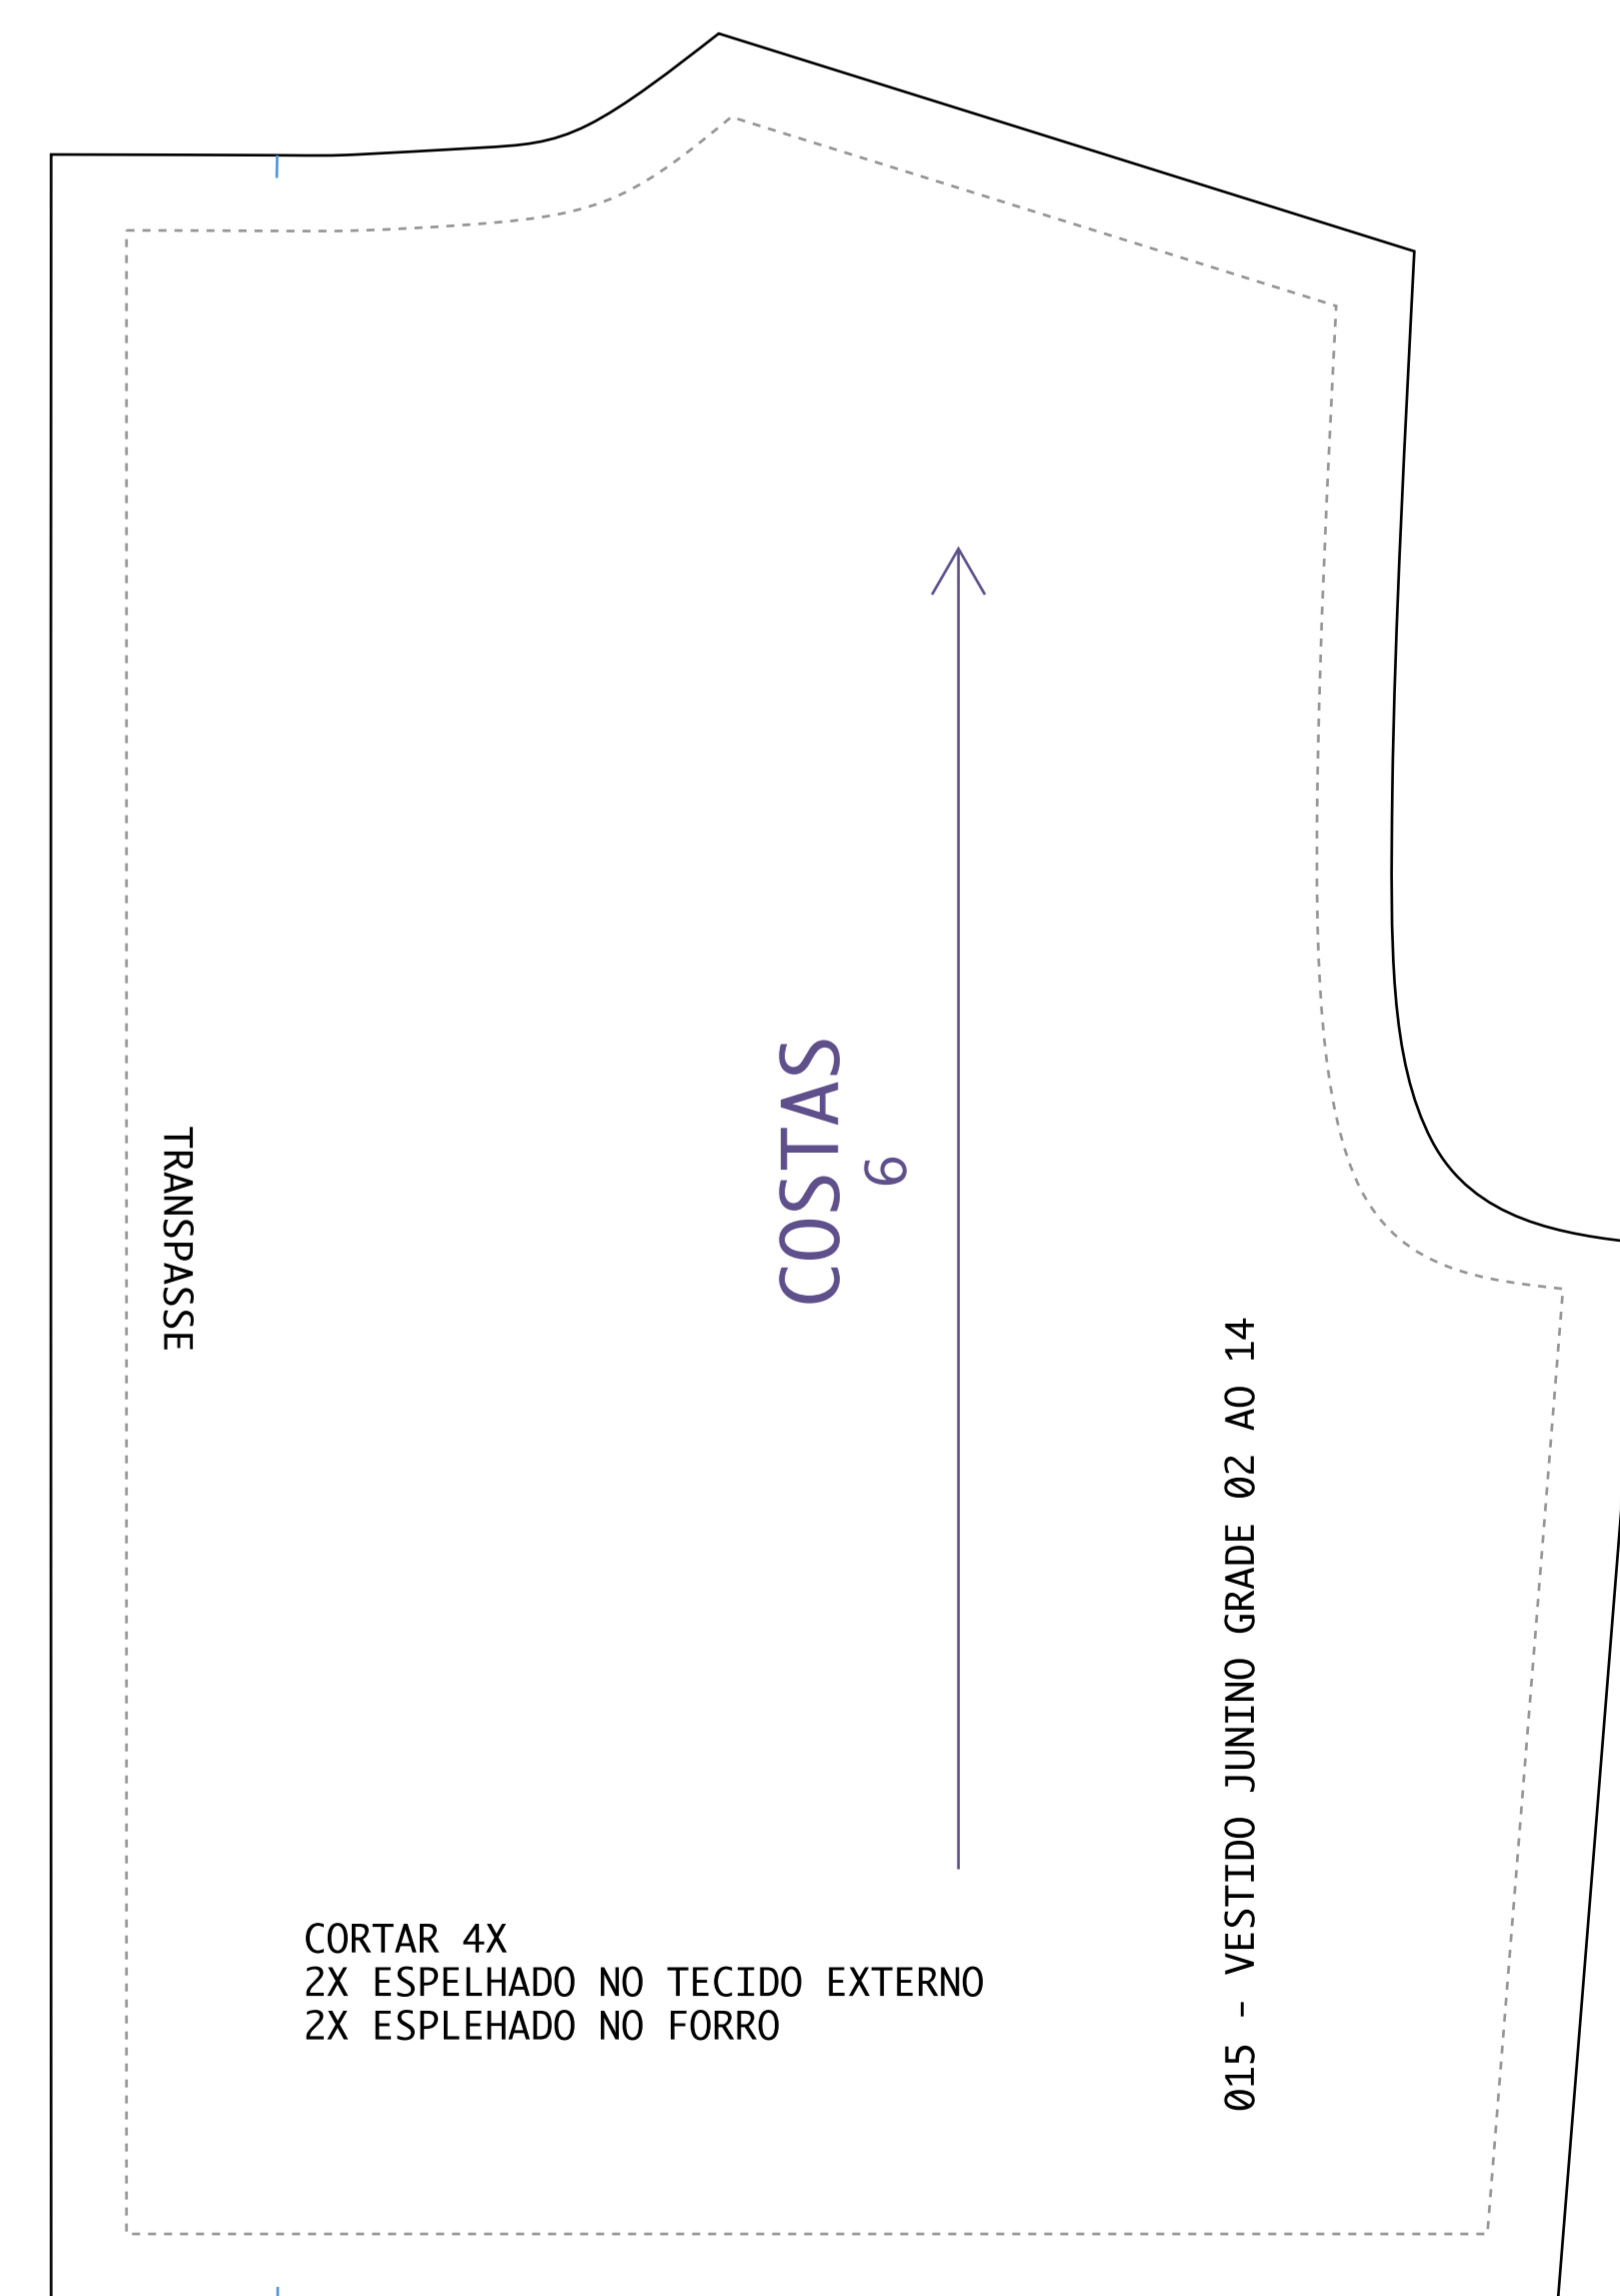 TRANSPASSE
COSTAS
6
015 - VESTIDO JUNINO GRADE 02 AO 14
CORTAR 4X
2X ESPELHADO NO TECIDO EXTERNO
2X ESPLEHADO NO FORRO